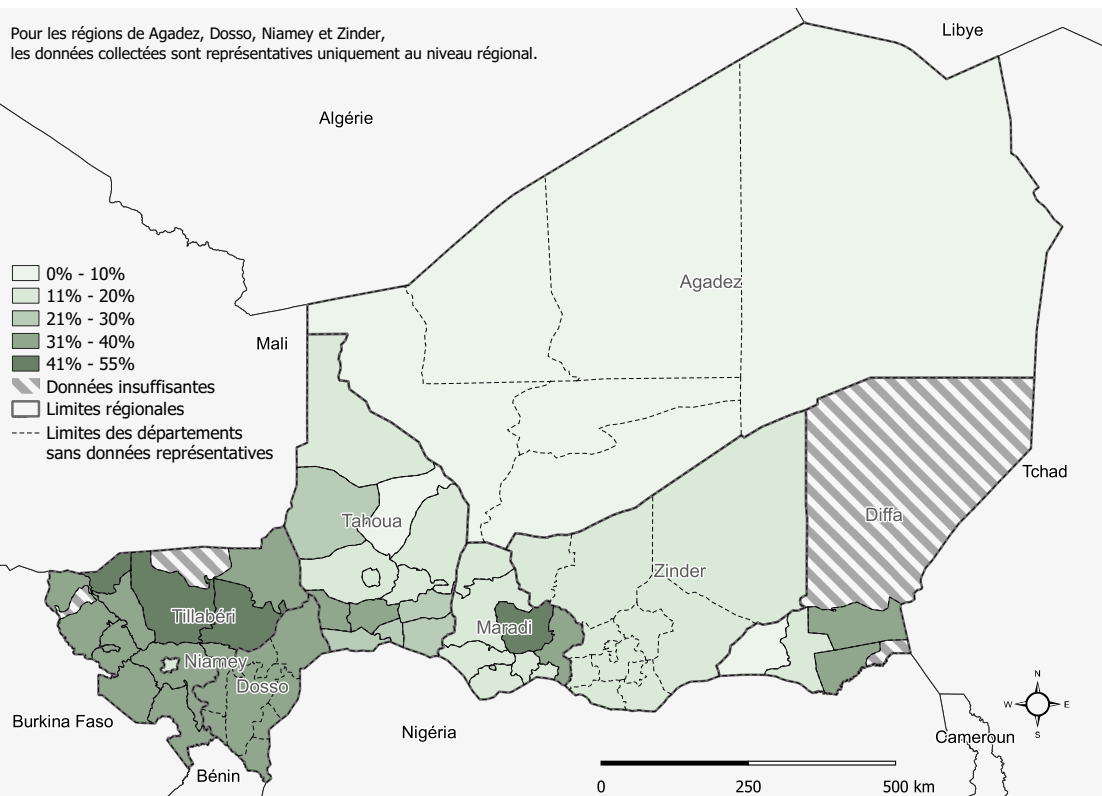 Pour les régions de Agadez, Dosso, Niamey et Zinder,
les données collectées sont représentatives uniquement au niveau régional.
Libye
Algérie
Agadez
0% - 10%
11% - 20%
21% - 30%
31% - 40%
41% - 55%
Données insuffisantes
Limites régionales
Limites des départements
sans données représentatives
Mali
Tchad
Diffa
Tahoua
Zinder
Tillabéri
Maradi
Niamey
Dosso
Burkina Faso
Nigéria
Bénin
Cameroun
N
W
E
S
0
250
500 km